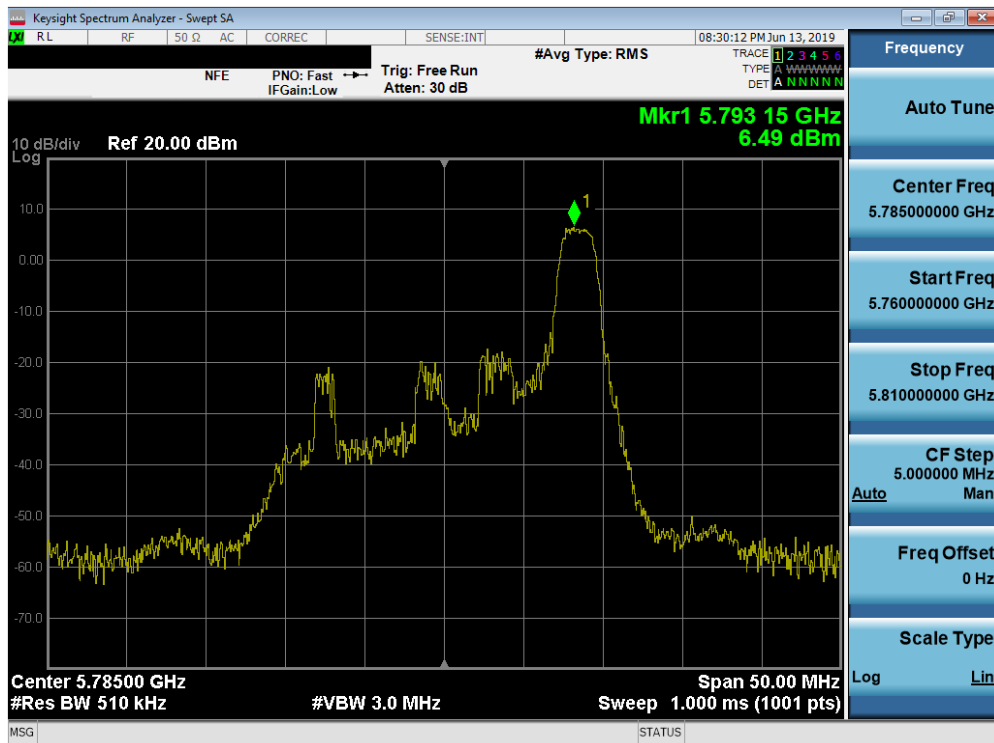 Keysight Spectrum Analyzer - Swept SA
LXI RL RF 50 Ω AC CORREC SENSE:INT 08:30:12 PM Jun 13, 2019
#Avg Type: RMS TRACE 1 2 3 4 5 6
NFE PNO: Fast Trig: Free Run TYPE A WWWWW
IFGain:Low Atten: 30 dB DET A N N N N N
Mkr1 5.793 15 GHz
6.49 dBm
10 dB/div Ref 20.00 dBm
Log
1
10.0
0.00
-10.0
-20.0
-30.0
-40.0
-50.0
-60.0
-70.0
Center 5.78500 GHz Span 50.00 MHz
#Res BW 510 kHz #VBW 3.0 MHz Sweep 1.000 ms (1001 pts)
MSG STATUS
Frequency
Auto Tune
Center Freq
5.785000000 GHz
Start Freq
5.760000000 GHz
Stop Freq
5.810000000 GHz
CF Step
5.000000 MHz
Auto Man
Freq Offset
0 Hz
Scale Type
Log Lin